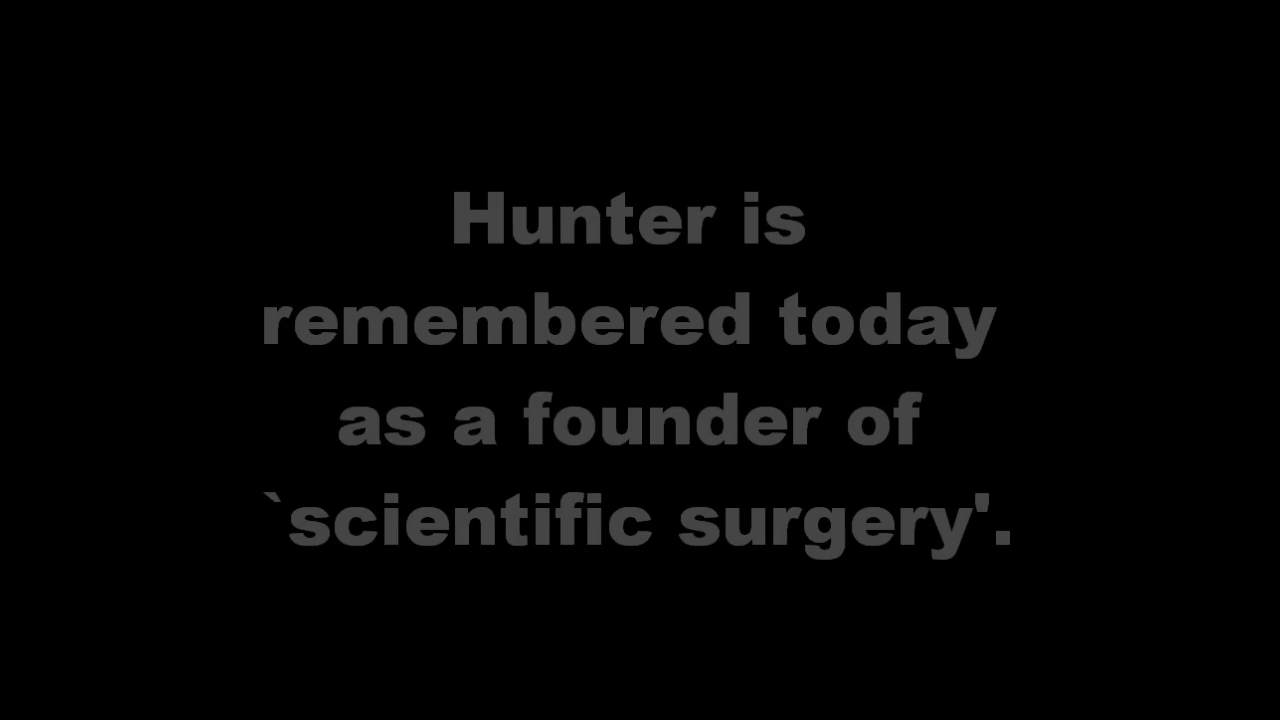 Hunter is
remembered today
as a founder of
`scientific surgery'.